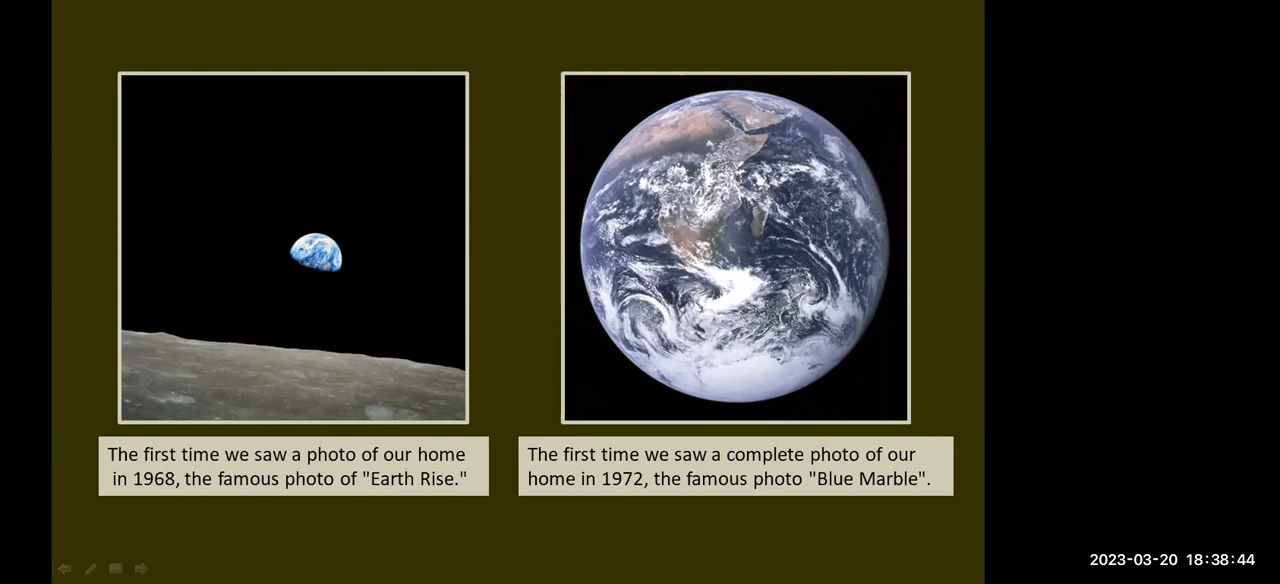 The first time we saw a photo of our home
in 1968, the famous photo of "Earth Rise."
The first time we saw a complete photo of our
home in 1972, the famous photo "Blue Marble".
2023-03-20 18:38:44